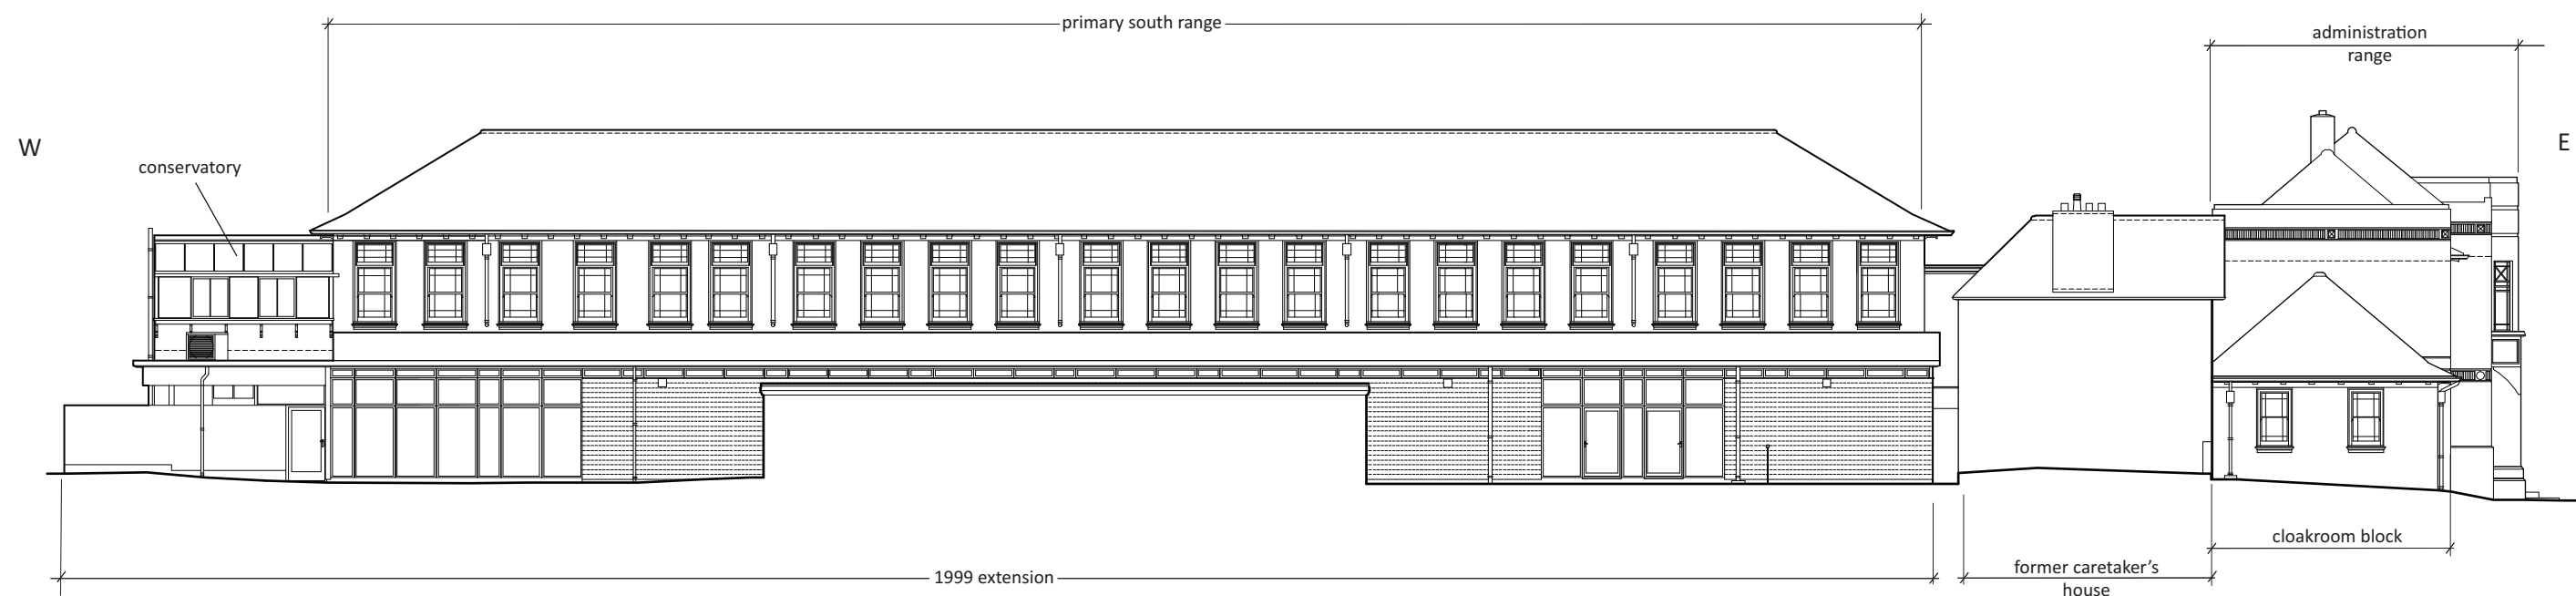 primary south range
administration
range
W
E
conservatory
cloakroom block
1999 extension
former caretaker’s
house